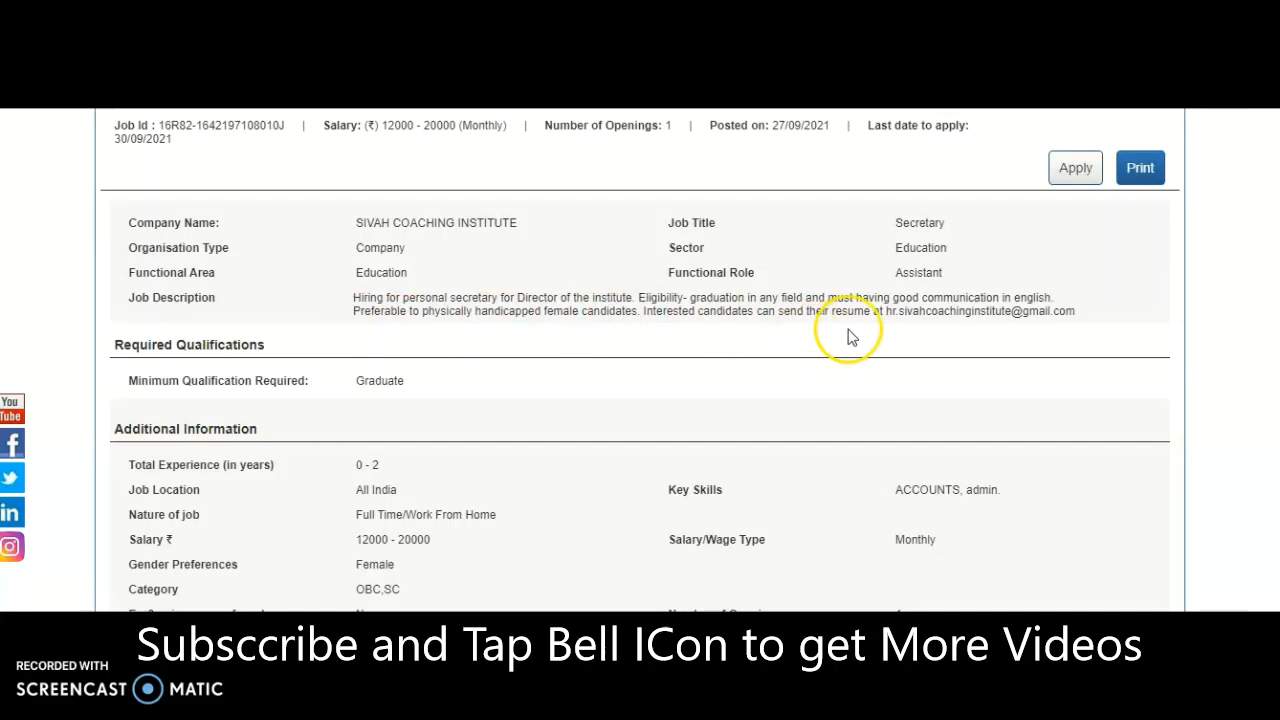 Job Id : 16R82-1642197108010J | Salary: (₹) 12000 - 20000 (Monthly) | Number of Openings: 1 | Posted on: 27/09/2021 | Last date to apply:
30/09/2021
Apply Print
Company Name: SIVAH COACHING INSTITUTE Job Title Secretary
Organisation Type Company Sector Education
Functional Area Education Functional Role Assistant
Job Description Hiring for personal secretary for Director of the institute. Eligibility- graduation in any field and must having good communication in english.
Preferable to physically handicapped female candidates. Interested candidates can send their resume at hr.sivahcoachinginstitute@gmail.com
Required Qualifications
Minimum Qualification Required: Graduate
You
Tube
Additional Information
Total Experience (in years) 0 - 2
Job Location All India Key Skills ACCOUNTS, admin.
Nature of job Full Time/Work From Home
Salary ₹ 12000 - 20000 Salary/Wage Type Monthly
Gender Preferences Female
Category OBC,SC
Subsccribe and Tap Bell ICon to get More Videos
RECORDED WITH
SCREENCAST MATIC